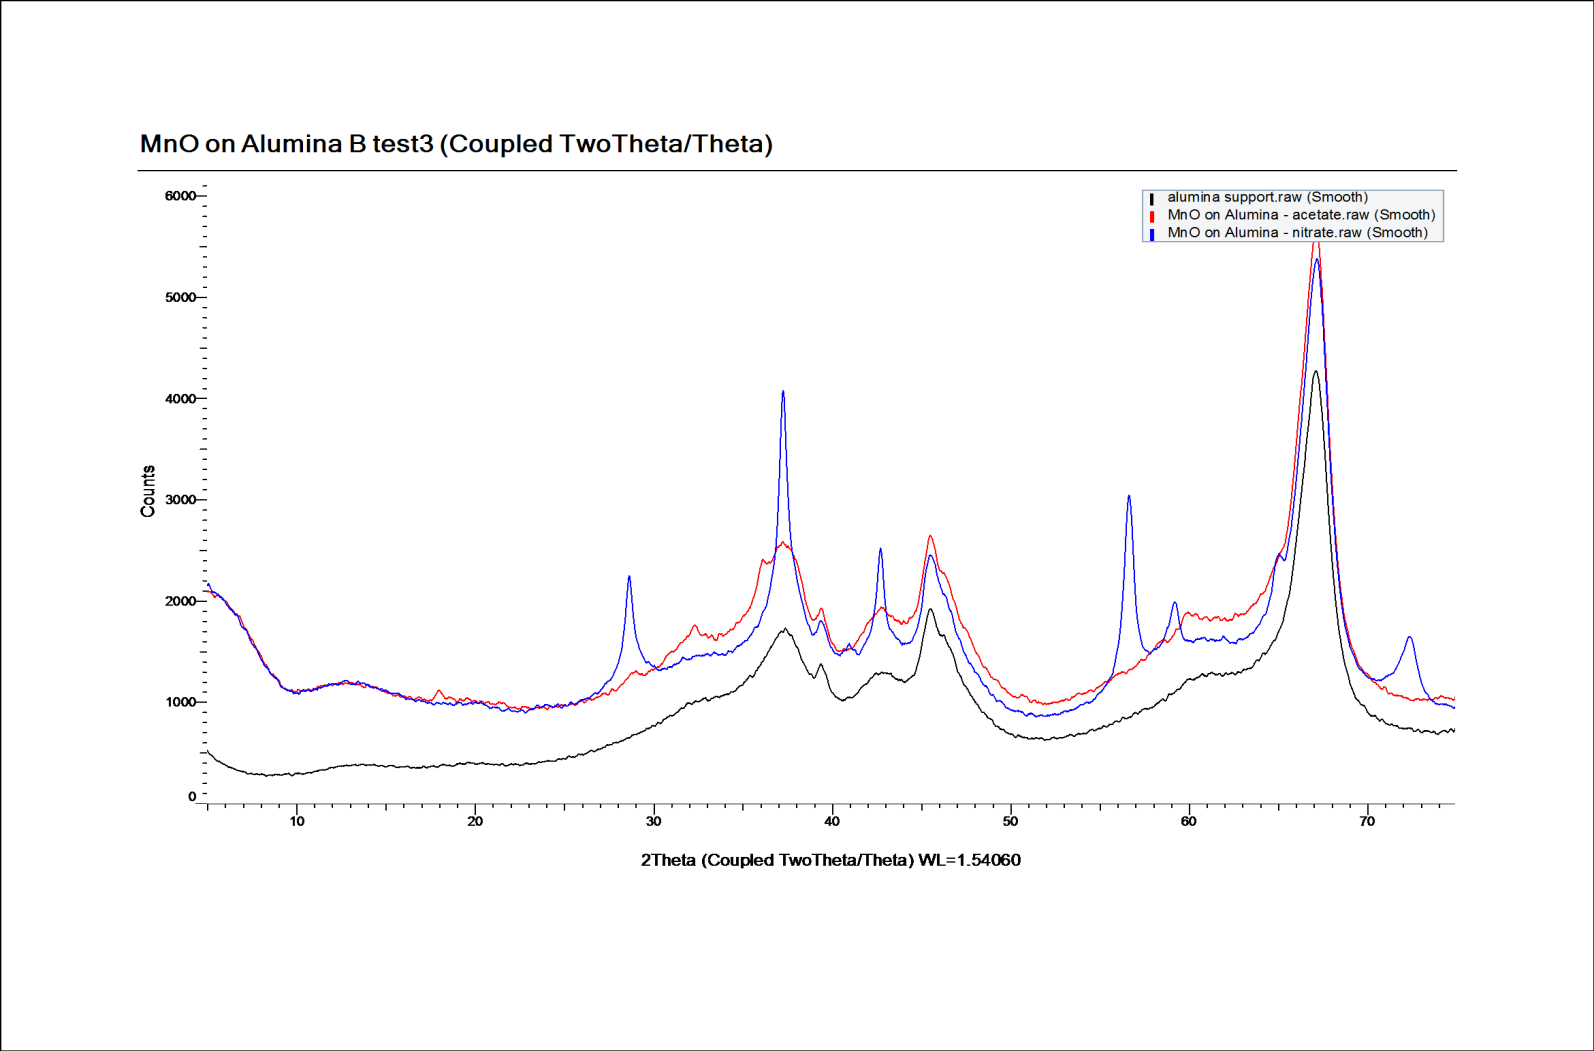 MnO on Alumina B test3 (Coupled TwoTheta/Theta)
alumina support.raw (Smooth)
MnO on Alumina - acetate.raw (Smooth)
MnO on Alumina - nitrate.raw (Smooth)
6000
5000
4000
3000
2000
1000
0
Counts
10 20 30 40 50 60 70
2Theta (Coupled TwoTheta/Theta) WL=1.54060